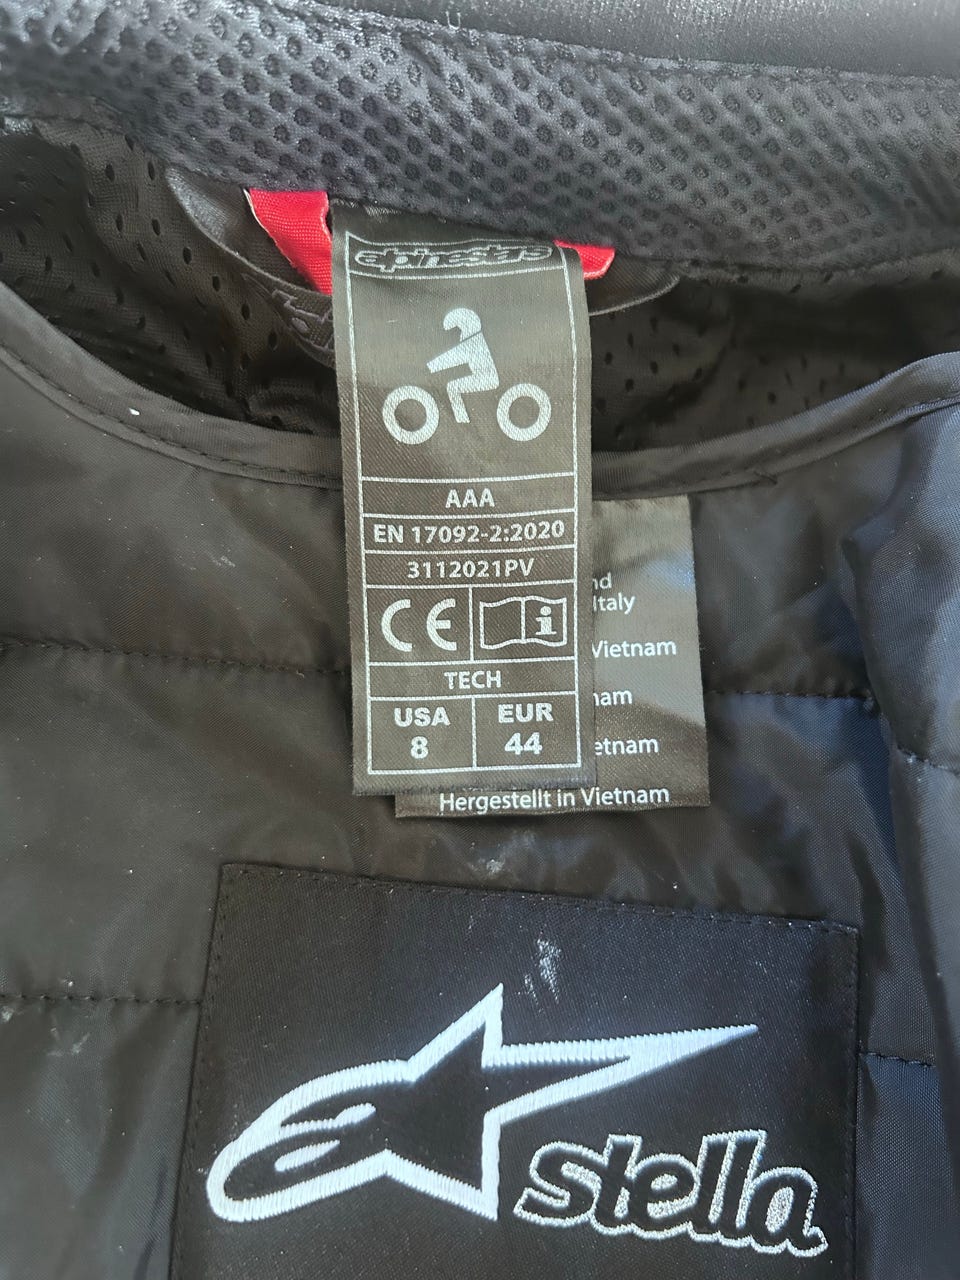 alpinestars
AAA
EN 17092-2:2020
3112021PV
CE
i
TECH
USA
8
EUR
44
Italy
Vietnam
Hergestellt in Vietnam
stella